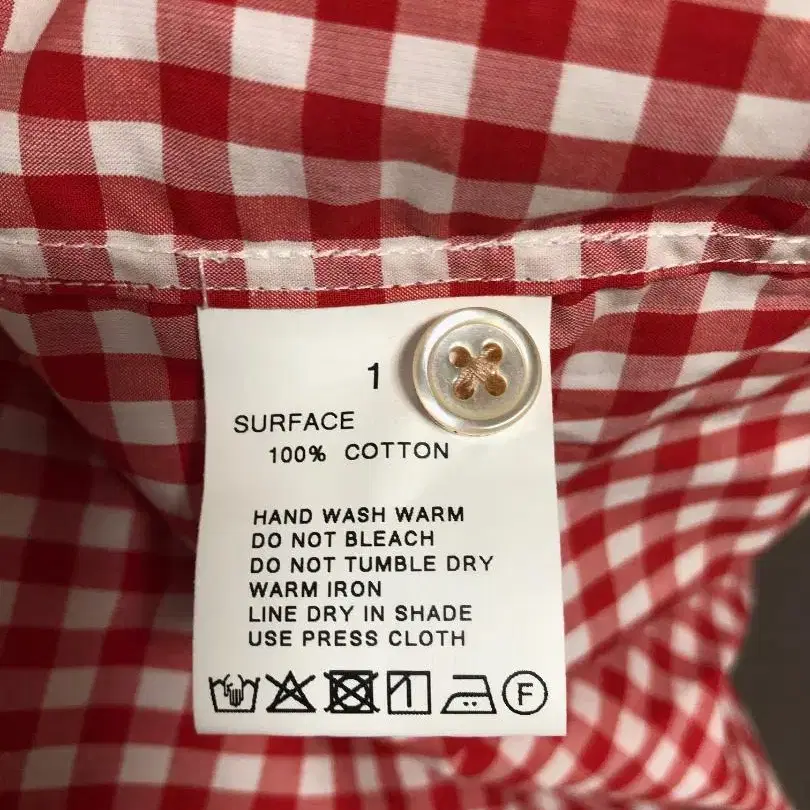 1
SURFACE
100% COTTON
HAND WASH WARM
DO NOT BLEACH
DO NOT TUMBLE DRY
WARM IRON
LINE DRY IN SHADE
USE PRESS CLOTH
F